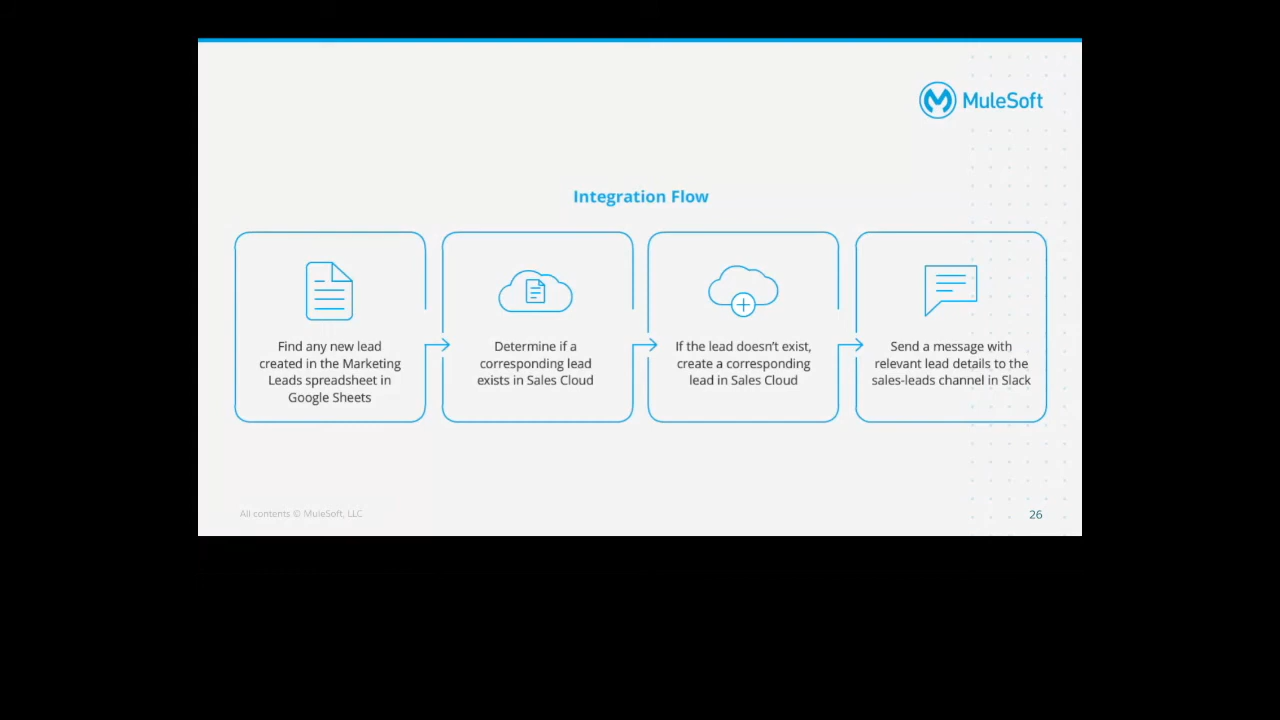 MuleSoft
Integration Flow
Find any new lead
created in the Marketing
Leads spreadsheet in
Google Sheets
Determine if a
corresponding lead
exists in Sales Cloud
If the lead doesn’t exist,
create a corresponding
lead in Sales Cloud
Send a message with
relevant lead details to the
sales-leads channel in Slack
All contents © MuleSoft, LLC
26